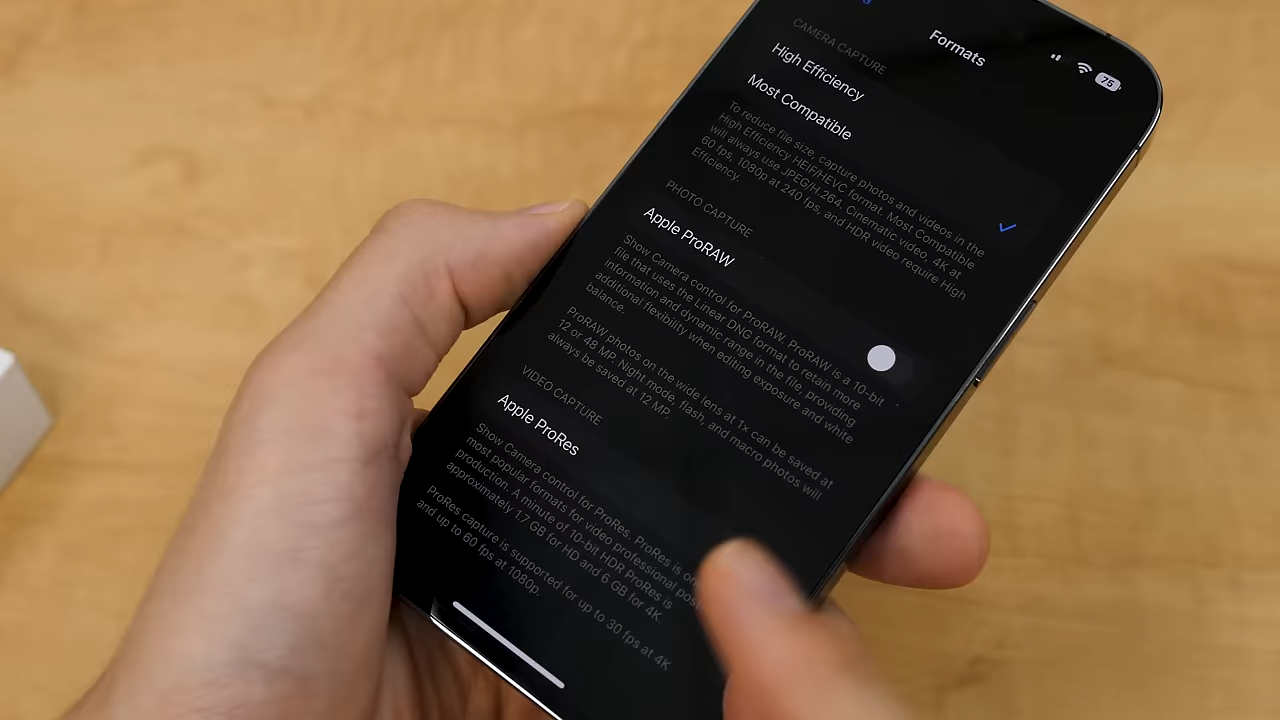 Formats
75
CAMERA CAPTURE
High Efficiency
Most Compatible
To reduce file size, capture photos and videos in the
High Efficiency HEIF/HEVC format. Most Compatible
will always use JPEG/H.264. Cinematic video, 4K at
60 fps, 1080p at 240 fps, and HDR video require High
Efficiency.
PHOTO CAPTURE
Apple ProRAW
Show Camera control for ProRAW. ProRAW is a 10-bit
file that uses the Linear DNG format to retain more
information and dynamic range in the file, providing
additional flexibility when editing exposure and white
balance.
ProRAW photos on the wide lens at 1x can be saved at
12 or 48 MP. Night mode, flash, and macro photos will
always be saved at 12 MP.
VIDEO CAPTURE
Apple ProRes
Show Camera control for ProRes. ProRes is
most popular formats for video professional
production. A minute of 10-bit HDR ProRes is
approximately 1.7 GB for HD and 6 GB for 4K.
ProRes capture is supported for up to 30 fps at 4K
and up to 60 fps at 1080p.